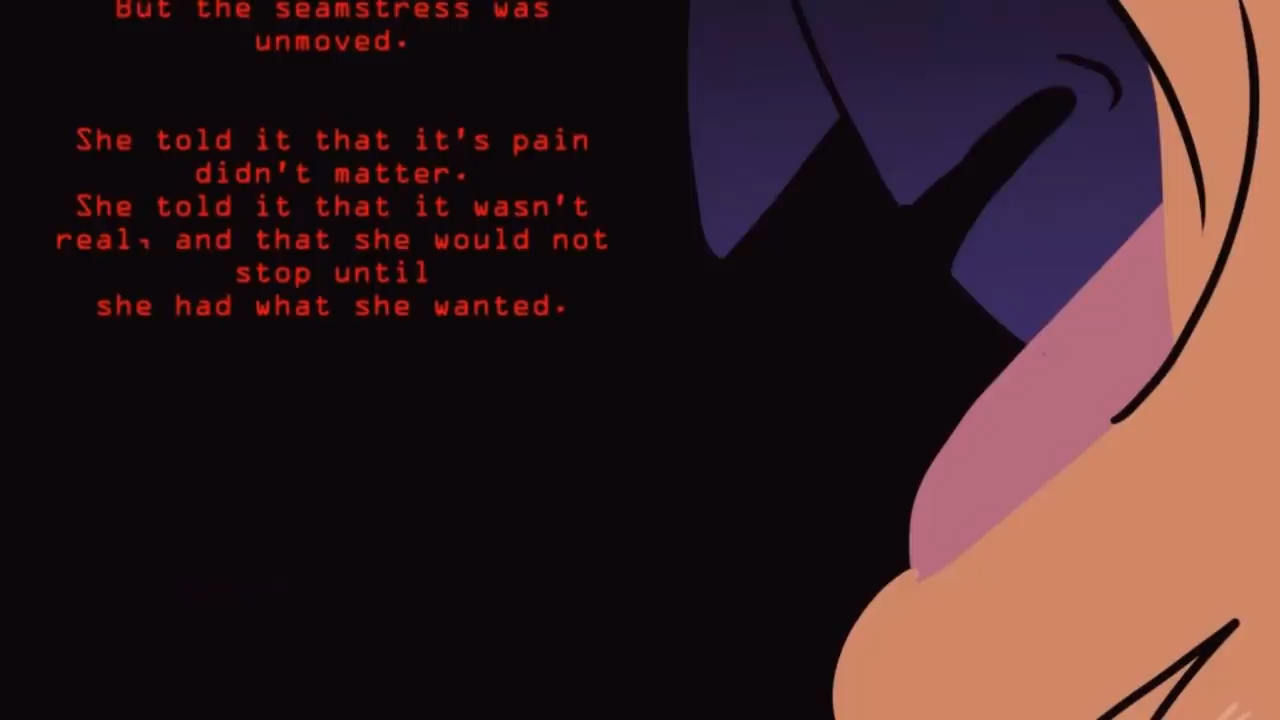 But the seamstress was
unmoved.
She told it that it's pain
didn't matter.
She told it that it wasn't
real, and that she would not
stop until
she had what she wanted.